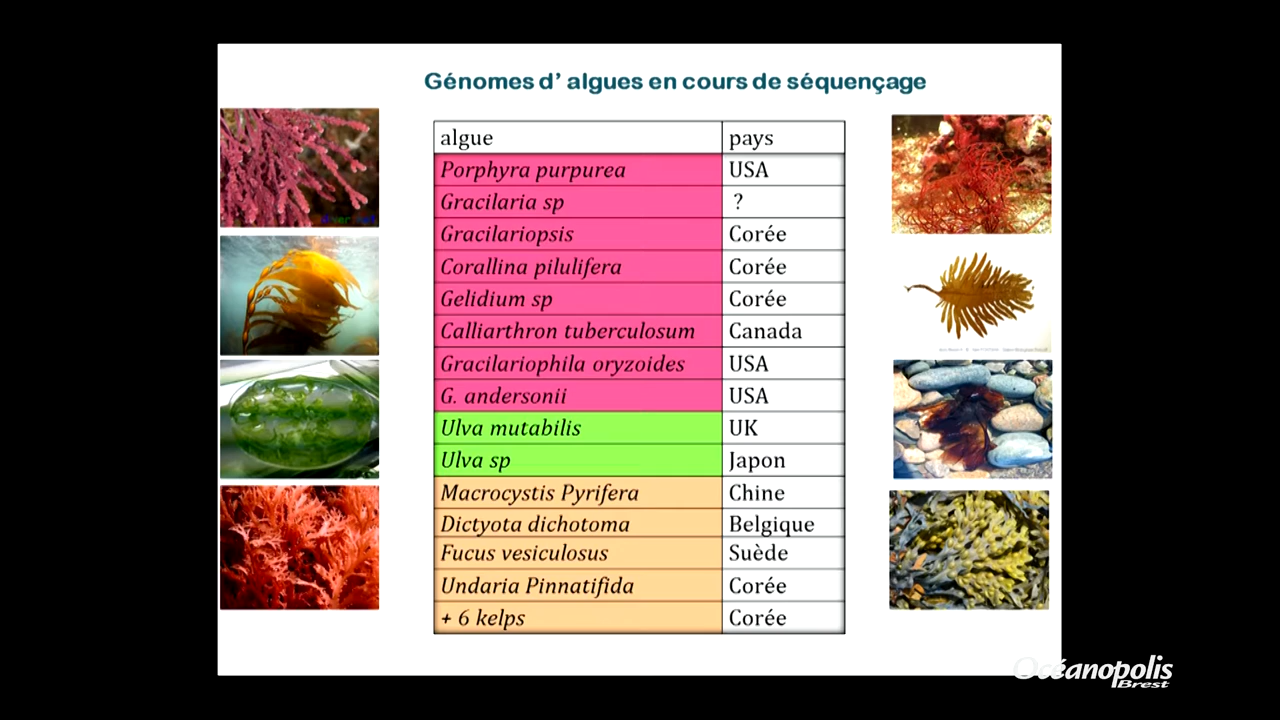 Génomes d' algues en cours de séquençage
algue pays
Porphyra purpurea USA
Gracilaria sp ?
Gracilariopsis Corée
Corallina pilulifera Corée
Gelidium sp Corée
Calliarthron tuberculosum Canada
Gracilariophila oryzoides USA
G. andersonii USA
Ulva mutabilis UK
Ulva sp Japon
Macrocystis Pyrifera Chine
Dictyota dichotoma Belgique
Fucus vesiculosus Suède
Undaria Pinnatifida Corée
+ 6 kelps Corée
Océanopolis
Brest